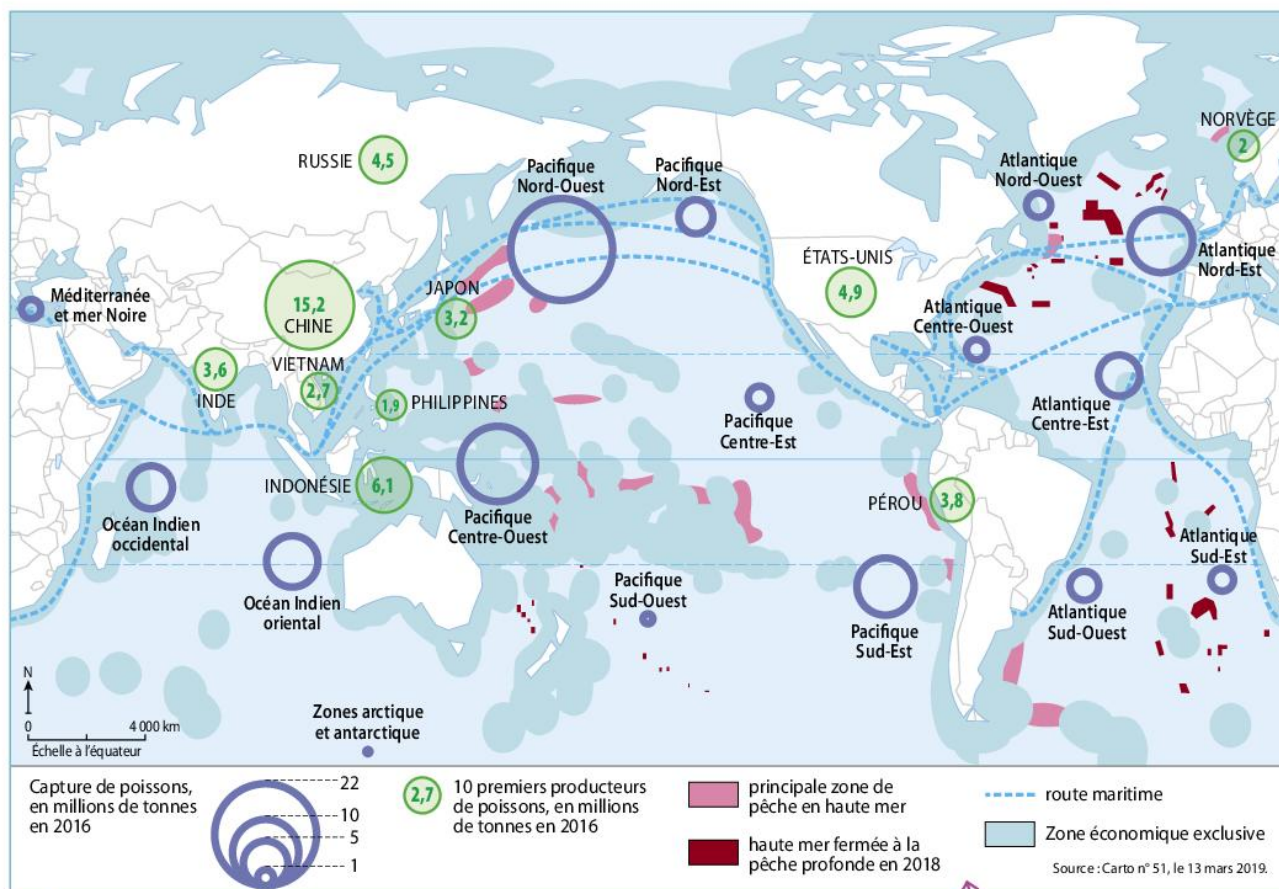 NORVÈGE
2
RUSSIE
4,5
Pacifique
Nord-Ouest
Pacifique
Nord-Est
Atlantique
Nord-Ouest
ÉTATS-UNIS
4,9
Atlantique
Nord-Est
Méditerranée
et mer Noire
15,2
CHINE
JAPON
3,2
Atlantique
Centre-Ouest
3,6
INDE
VIETNAM
2,7
1,9
PHILIPPINES
Pacifique
Centre-Est
Atlantique
Centre-Est
INDONÉSIE
6,1
Pacifique
Centre-Ouest
PÉROU
3,8
Océan Indien
occidental
Océan Indien
oriental
Pacifique
Sud-Ouest
Pacifique
Sud-Est
Atlantique
Sud-Ouest
Atlantique
Sud-Est
N
0
4 000 km
Échelle à l'équateur
Zones arctique
et antarctique
Capture de poissons,
en millions de tonnes
en 2016
22
10
5
1
2,7
10 premiers producteurs
de poissons, en millions
de tonnes en 2016
principale zone de
pêche en haute mer
haute mer fermée à la
pêche profonde en 2018
route maritime
Zone économique exclusive
Source : Carto n° 51, le 13 mars 2019.